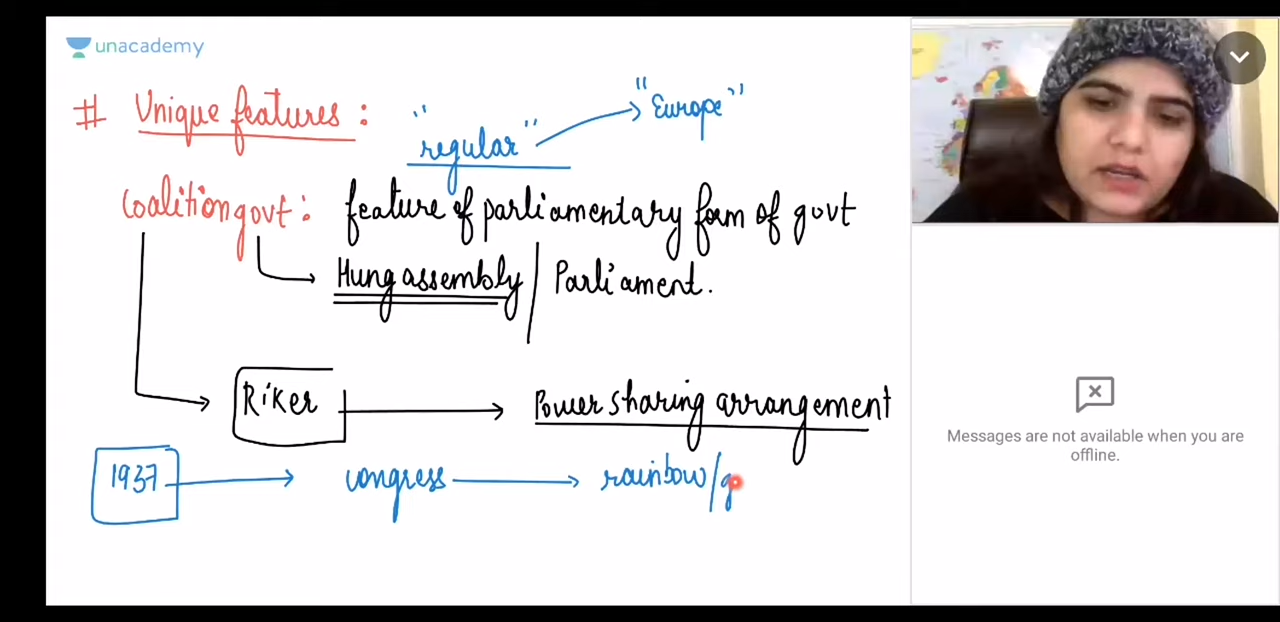 unacademy
# Unique features :
"regular" "Europe"
Coalition govt : feature of parliamentary form of govt
Hung assembly / Parliament.
Riker Power sharing arrangement
1937 congress rainbow/g
Messages are not available when you are
offline.